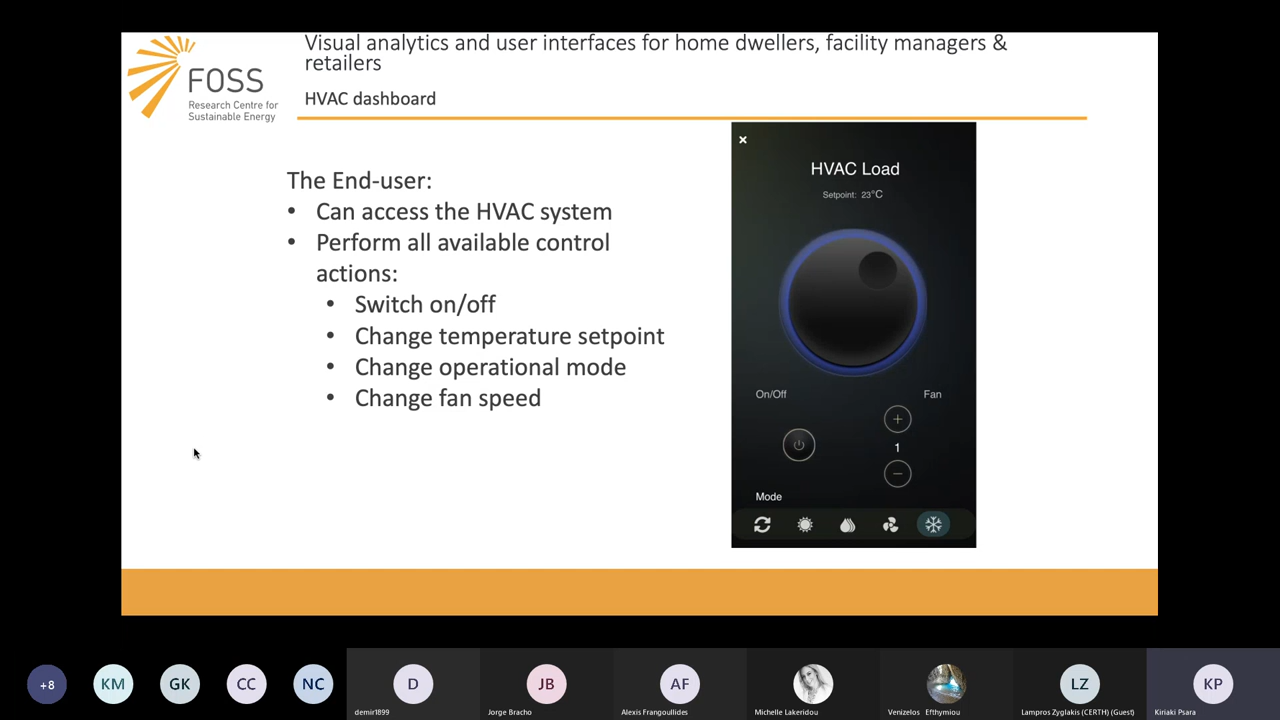 Visual analytics and user interfaces for home dwellers, facility managers &
retailers
HVAC dashboard
FOSS
Research Centre for
Sustainable Energy
The End-user:
• Can access the HVAC system
• Perform all available control
actions:
• Switch on/off
• Change temperature setpoint
• Change operational mode
• Change fan speed
HVAC Load
Setpoint: 23°C
On/Off
Fan
1
Mode
+8
KM
GK
CC
NC
D
JB
AF
LZ
KP
demir1899
Jorge Bracho
Alexis Frangoullides
Michelle Lakeridou
Venizelos Efthymiou
Lampros Zyglakis (CERTH) (Guest)
Kiriaki Psara